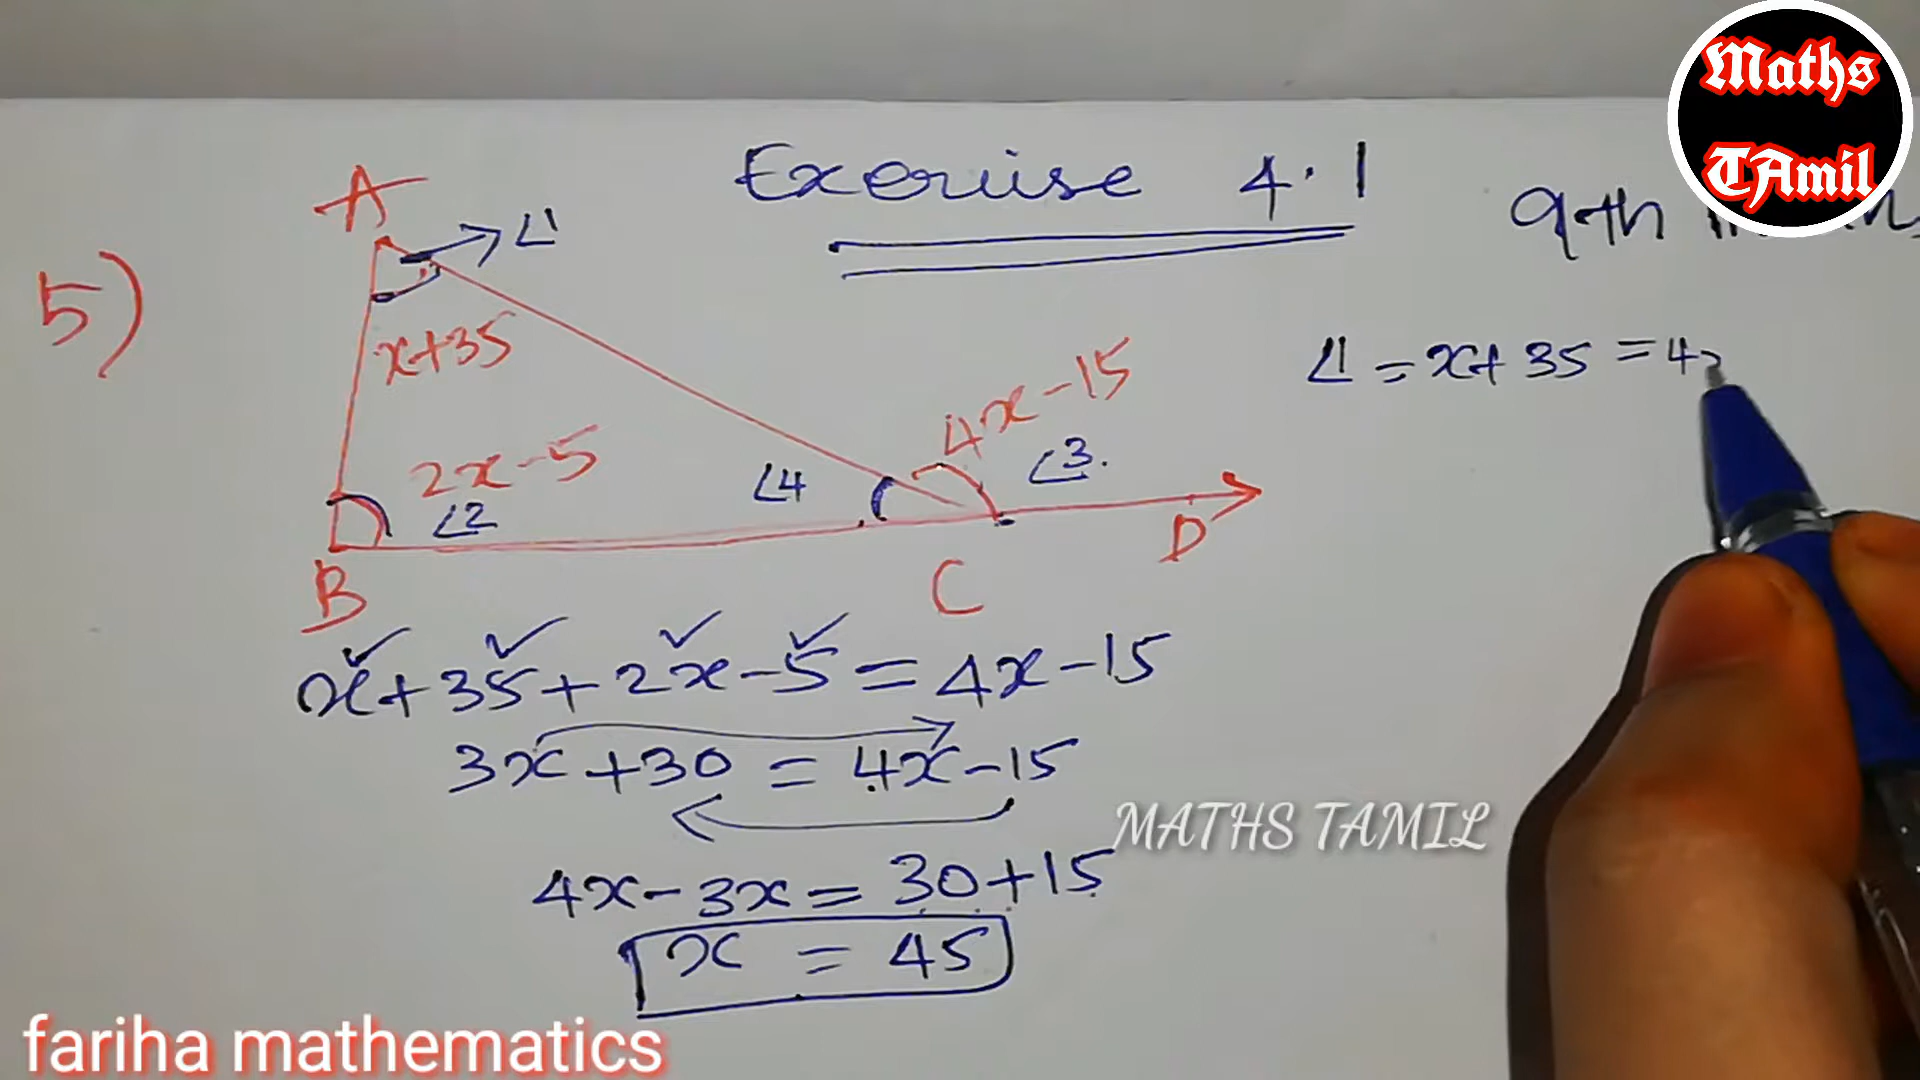 Maths
TAmil
Exercise 4.1
9th
5)
A
∠1
x+35
∠1 = x+35 = 4
4x-15
2x-5
∠2
∠4
∠3.
D
B
C
x+35+2x-5 = 4x-15
3x+30 = 4x-15
MATHS TAMIL
4x-3x = 30+15
x = 45
fariha mathematics